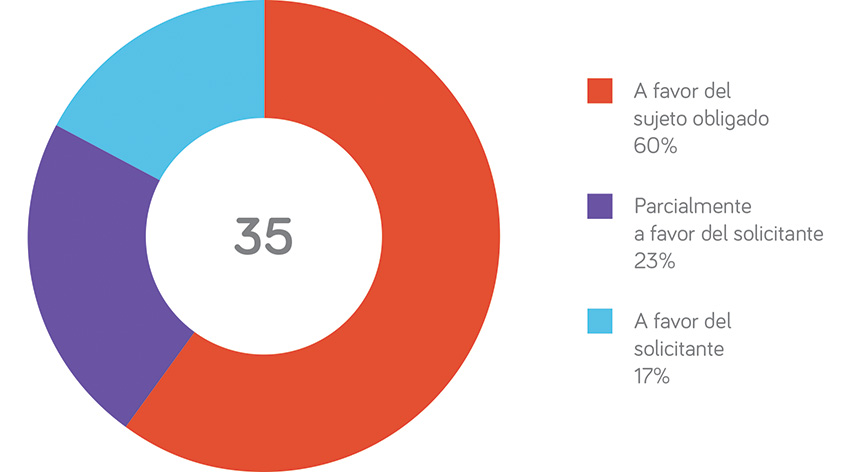 35
A favor del
sujeto obligado
60%
Parcialmente
a favor del solicitante
23%
A favor del
solicitante
17%